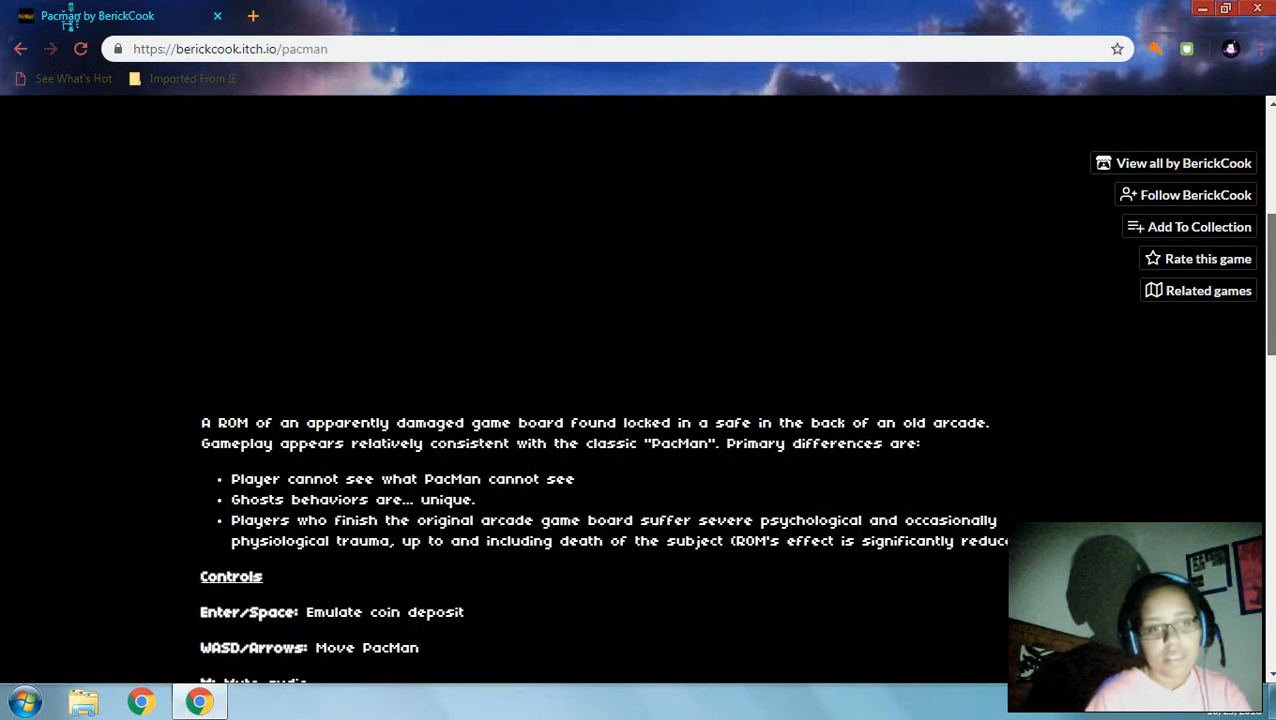 Pacman by BerickCook
https://berickcook.itch.io/pacman
See What's Hot
Imported From IE
View all by BerickCook
Follow BerickCook
Add To Collection
Rate this game
Related games
A ROM of an apparently damaged game board found locked in a safe in the back of an old arcade.
Gameplay appears relatively consistent with the classic "PacMan". Primary differences are:
Player cannot see what PacMan cannot see
Ghosts behaviors are... unique.
Players who finish the original arcade game board suffer severe psychological and occasionally
physiological trauma, up to and including death of the subject (ROM's effect is significantly reduc
Controls
Enter/Space: Emulate coin deposit
WASD/Arrows: Move PacMan
M: Mute audio